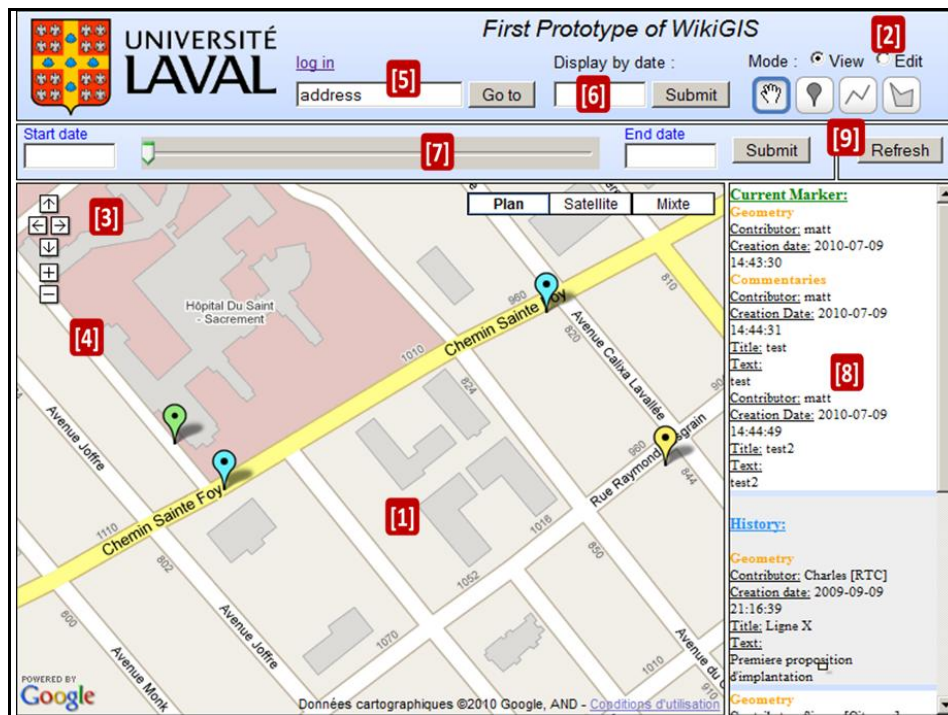 UNIVERSITÉ
LAVAL
First Prototype of WikiGIS
[2]
log in
Display by date :
Mode : View Edit
address
[5]
Go to
[6]
Submit
Start date
[7]
End date
Submit
[9]
Refresh
[3]
Plan
Satellite
Mixte
[4]
Hôpital Du Saint
- Sacrement
960
810
Chemin Sainte Foy
820
Avenue Calixa Lavallée
1010
824
Avenue Joffre
960
844
Rue Raymond
sgrain
[1]
1016
1110
Chemin Sainte Foy
802
850
1052
800
Avenue Joffre
1070
Avenue Monk
1010
Avenue du
910
POWERED BY
Google
Données cartographiques ©2010 Google, AND - Conditions d'utilisation
Current Marker:
Geometry
Contributor: matt
Creation date: 2010-07-09
14:43:30
Commentaries
Contributor: matt
Creation Date: 2010-07-09
14:44:31
Title: test
Text:
[8]
test
Contributor: matt
Creation Date: 2010-07-09
14:44:49
Title: test2
Text:
test2
History:
Geometry
Contributor: Charles [RTC]
Creation date: 2009-09-09
21:16:39
Title: Ligne X
Text:
Premiere proposition
d'implantation
Geometry